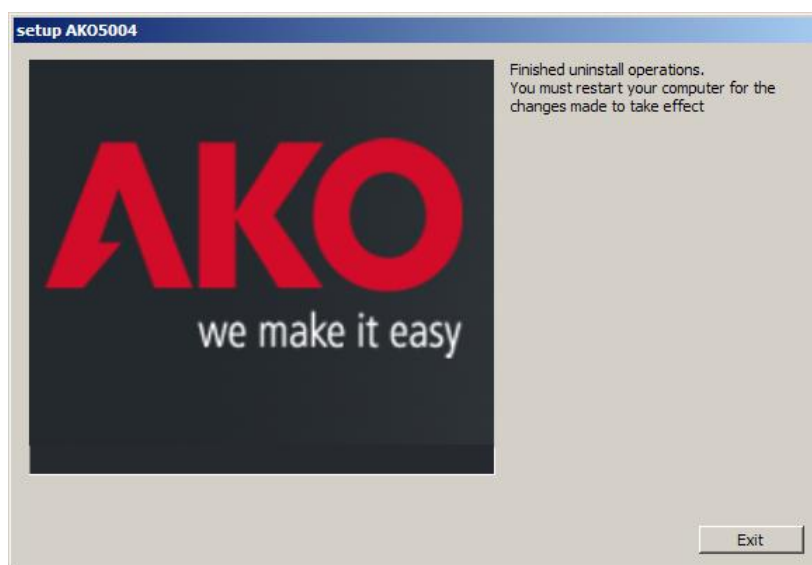 setup AKO5004
AKO
we make it easy
Finished uninstall operations.
You must restart your computer for the
changes made to take effect
Exit